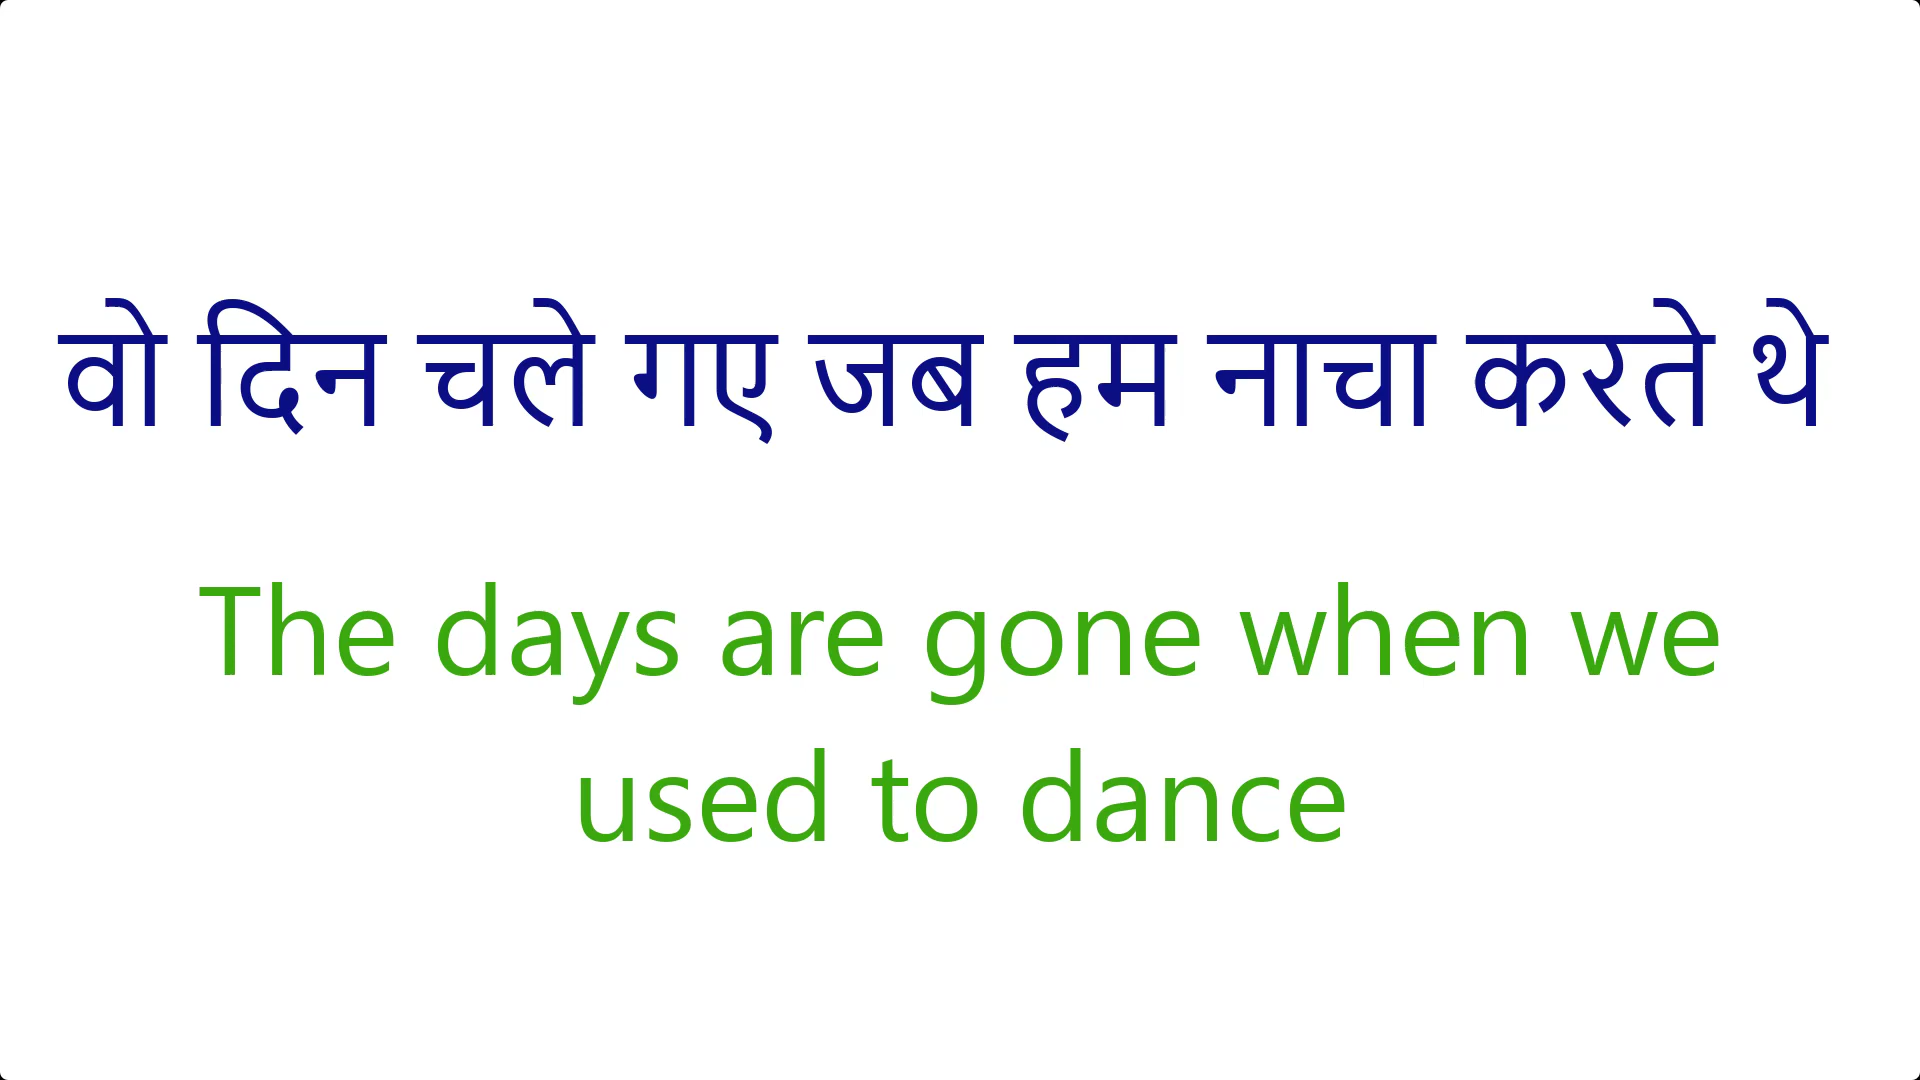 वो दिन चले गए जब हम नाचा करते थे
The days are gone when we
used to dance